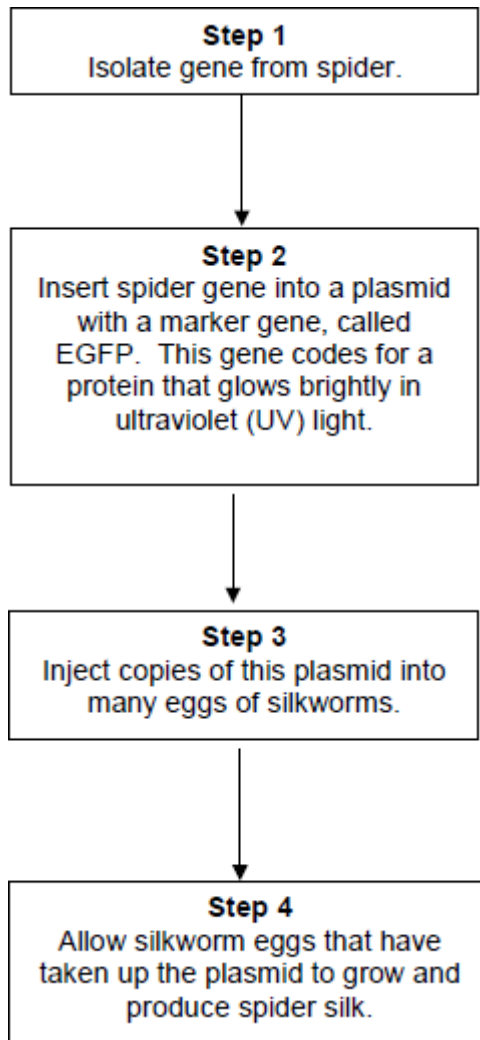 Step 1
Isolate gene from spider.
Step 2
Insert spider gene into a plasmid
with a marker gene, called
EGFP.  This gene codes for a
protein that glows brightly in
ultraviolet (UV) light.
Step 3
Inject copies of this plasmid into
many eggs of silkworms.
Step 4
Allow silkworm eggs that have
taken up the plasmid to grow and
produce spider silk.